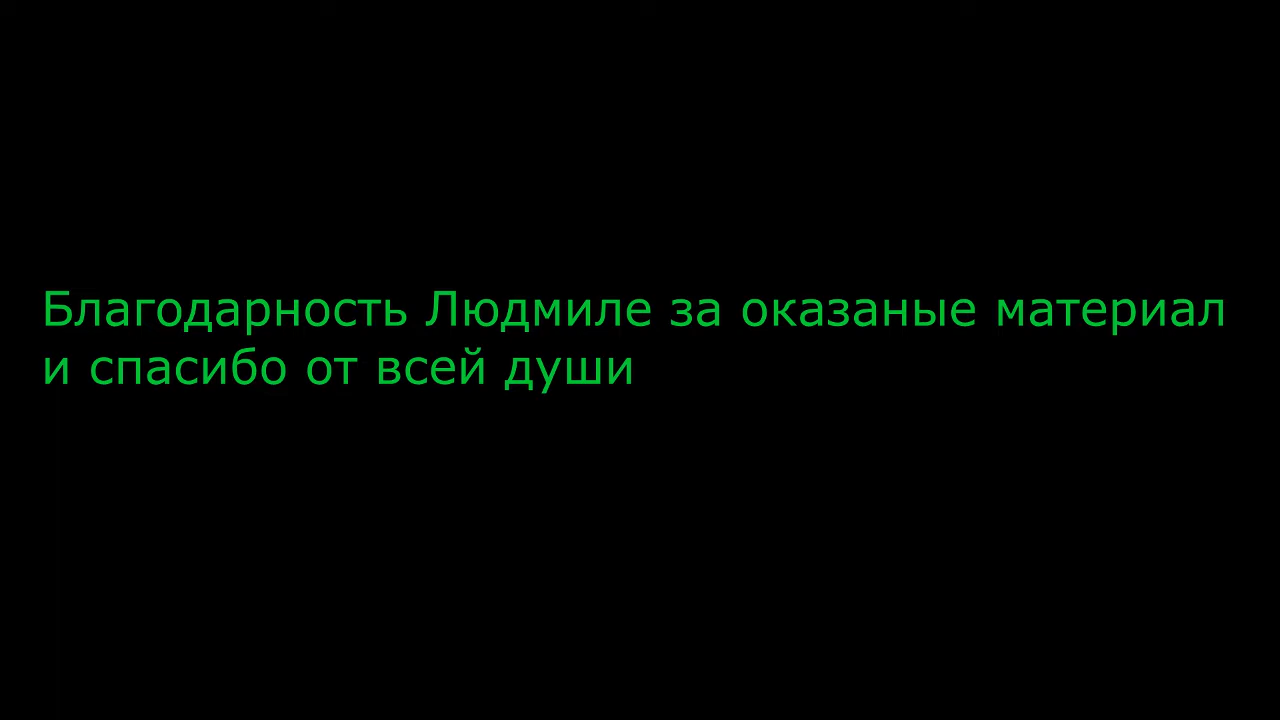 Благодарность Людмиле за оказаные материал
и спасибо от всей души